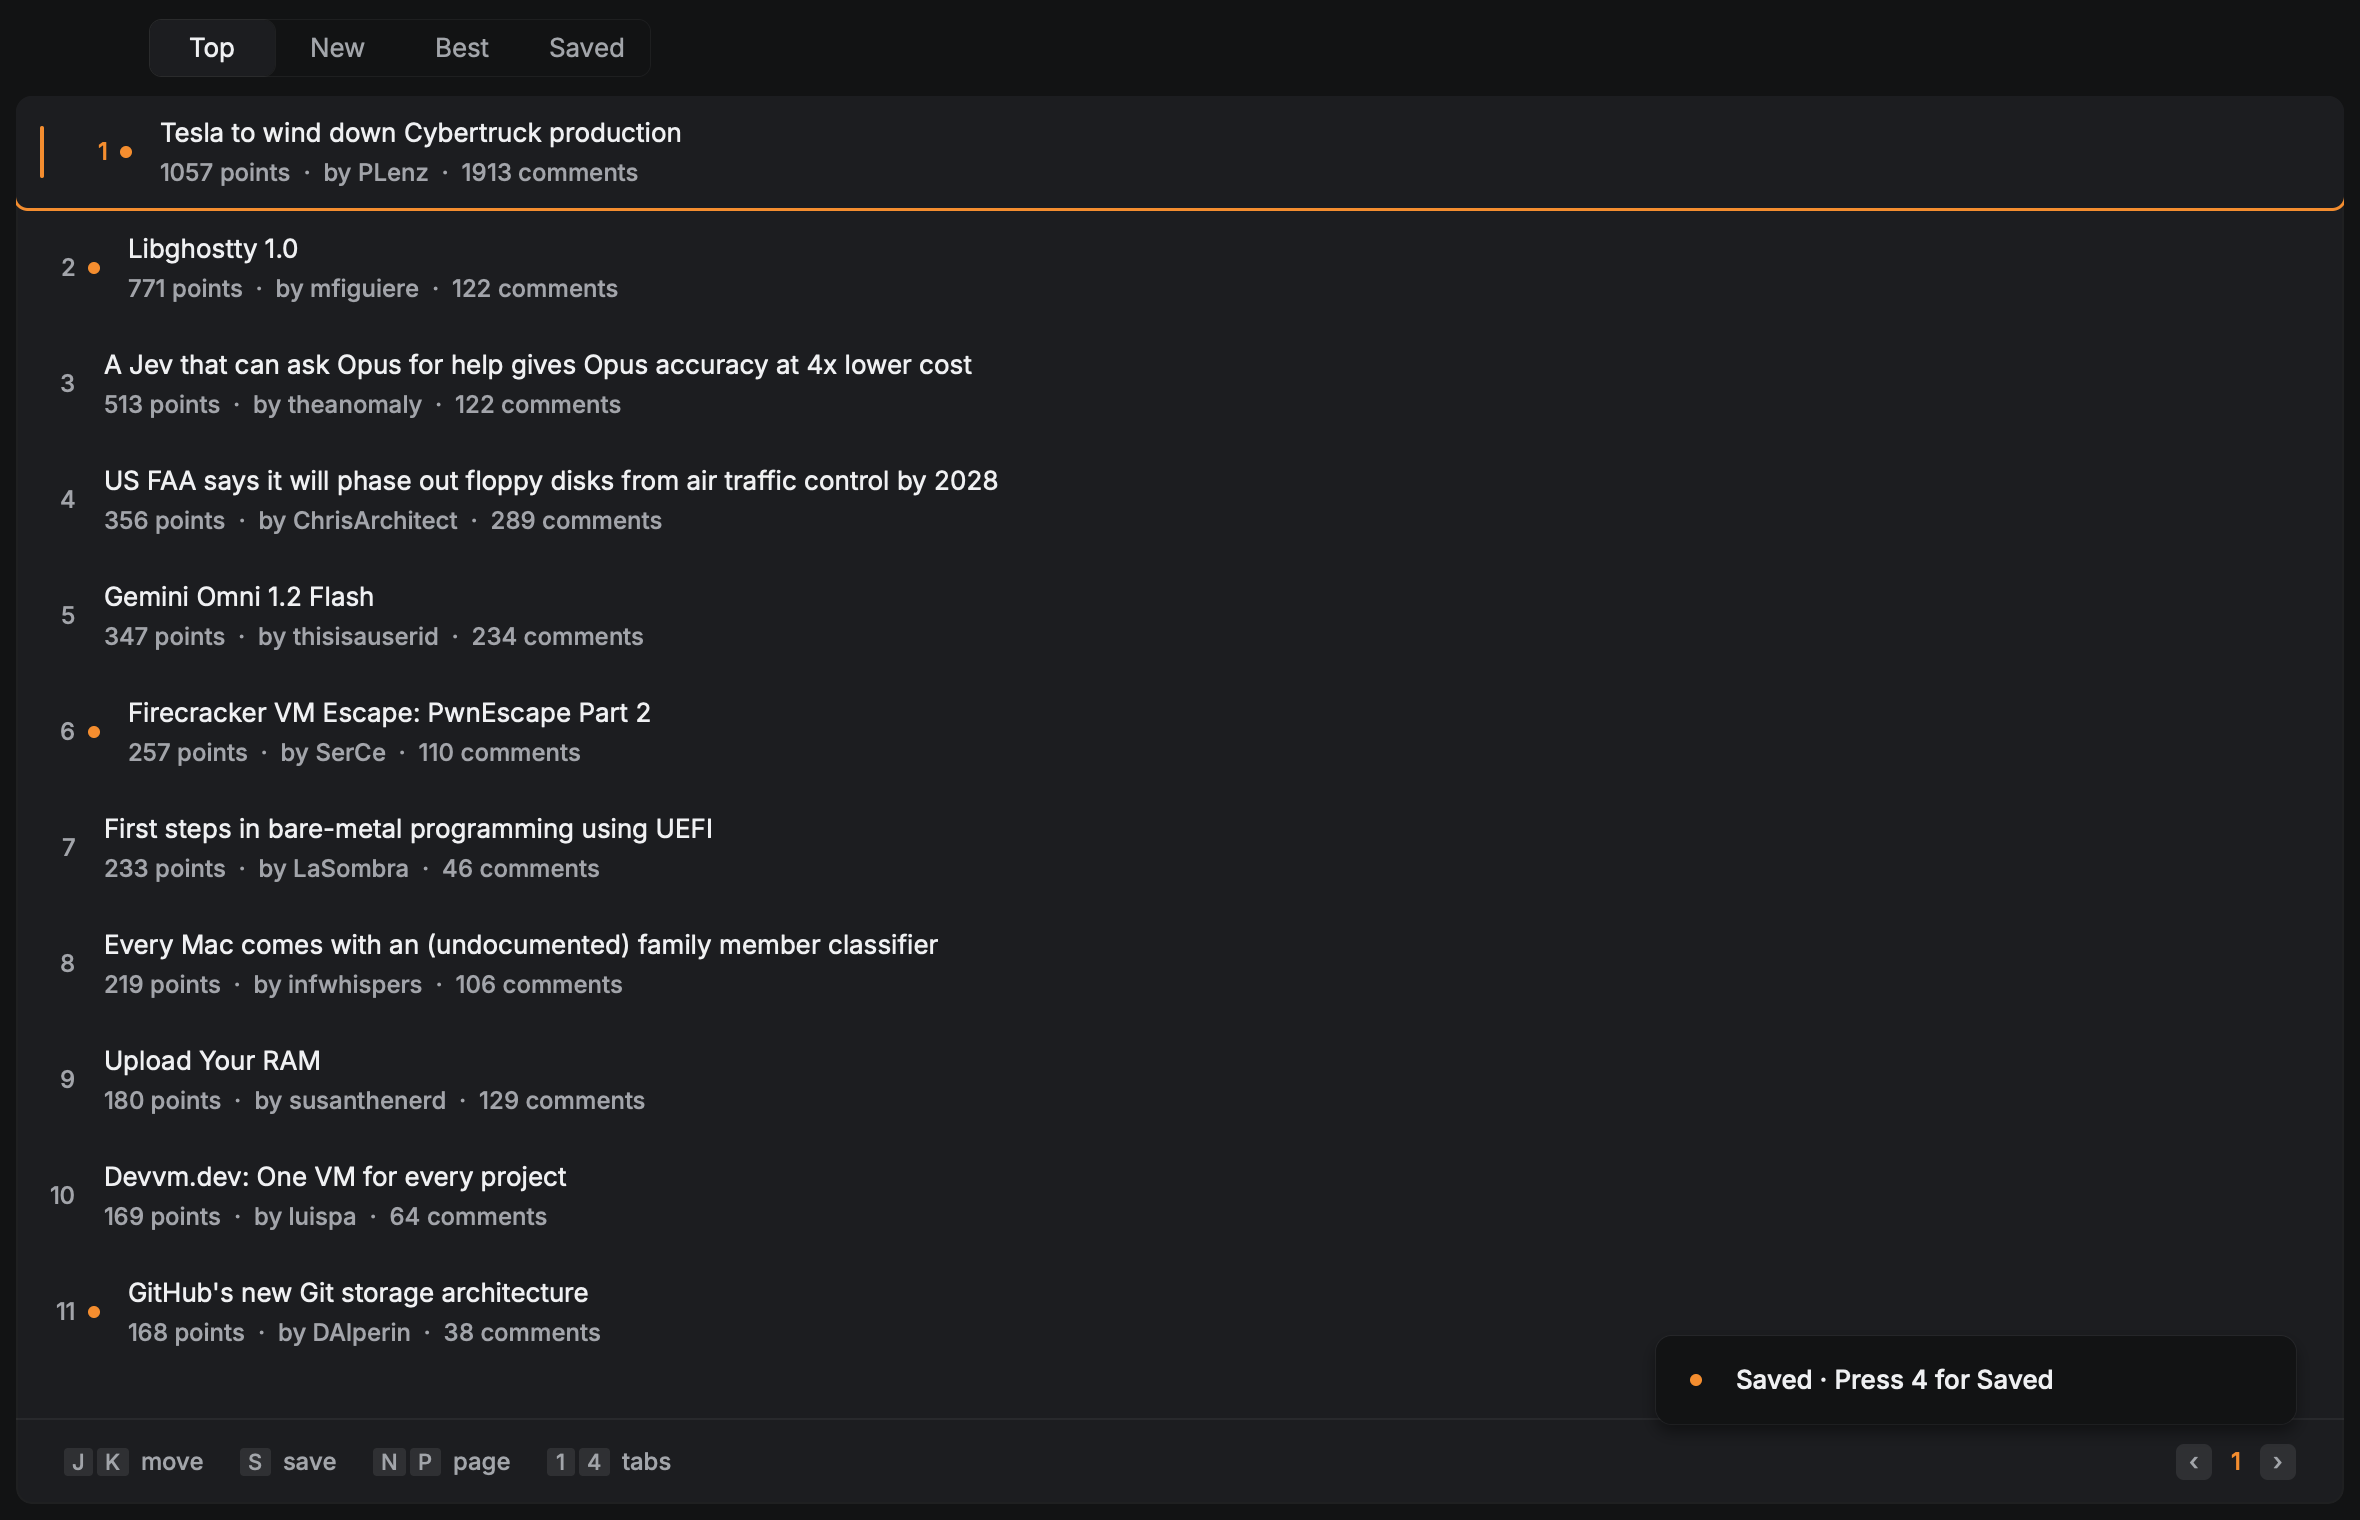 Top New Best Saved
1 Tesla to wind down Cybertruck production
1057 points · by PLenz · 1913 comments
2 Libghostty 1.0
771 points · by mfiguiere · 122 comments
3 A Jev that can ask Opus for help gives Opus accuracy at 4x lower cost
513 points · by theanomaly · 122 comments
4 US FAA says it will phase out floppy disks from air traffic control by 2028
356 points · by ChrisArchitect · 289 comments
5 Gemini Omni 1.2 Flash
347 points · by thisisauserid · 234 comments
6 Firecracker VM Escape: PwnEscape Part 2
257 points · by SerCe · 110 comments
7 First steps in bare-metal programming using UEFI
233 points · by LaSombra · 46 comments
8 Every Mac comes with an (undocumented) family member classifier
219 points · by infwhispers · 106 comments
9 Upload Your RAM
180 points · by susanthenerd · 129 comments
10 Devvm.dev: One VM for every project
169 points · by luispa · 64 comments
11 GitHub's new Git storage architecture
168 points · by DAlperin · 38 comments
Saved · Press 4 for Saved
J K move S save N P page 1 4 tabs ‹ 1 ›